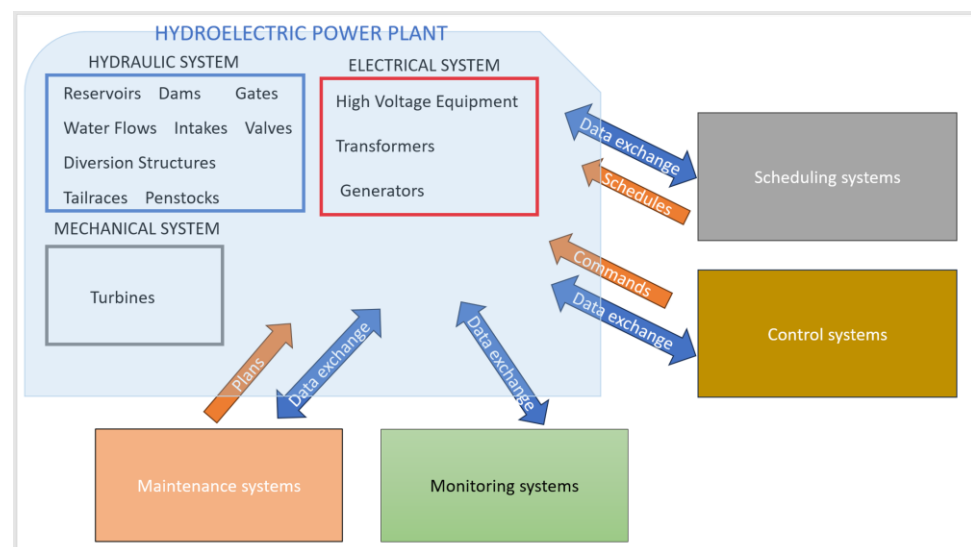 HYDROELECTRIC POWER PLANT
HYDRAULIC SYSTEM
Reservoirs Dams Gates
Water Flows Intakes Valves
Diversion Structures
Tailraces Penstocks
ELECTRICAL SYSTEM
High Voltage Equipment
Transformers
Generators
MECHANICAL SYSTEM
Turbines
Data exchange
Schedules
Scheduling systems
Commands
Data exchange
Control systems
Plans
Data exchange
Data exchange
Maintenance systems
Monitoring systems